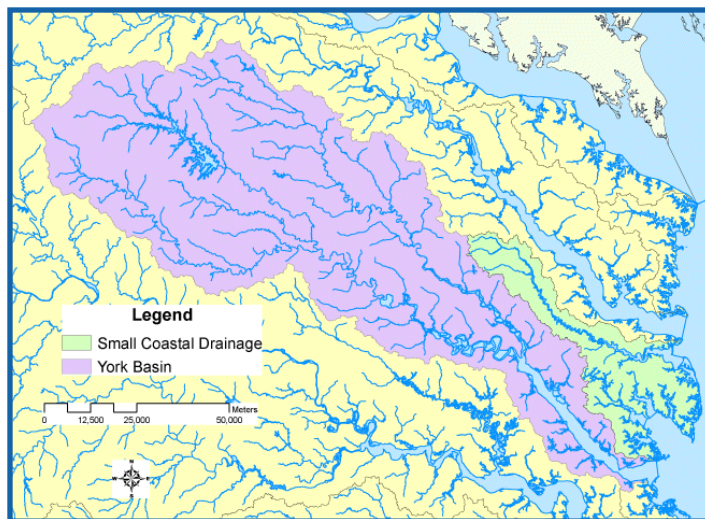 Legend
Small Coastal Drainage
York Basin
Meters
0 12,500 25,000 50,000
N
W E